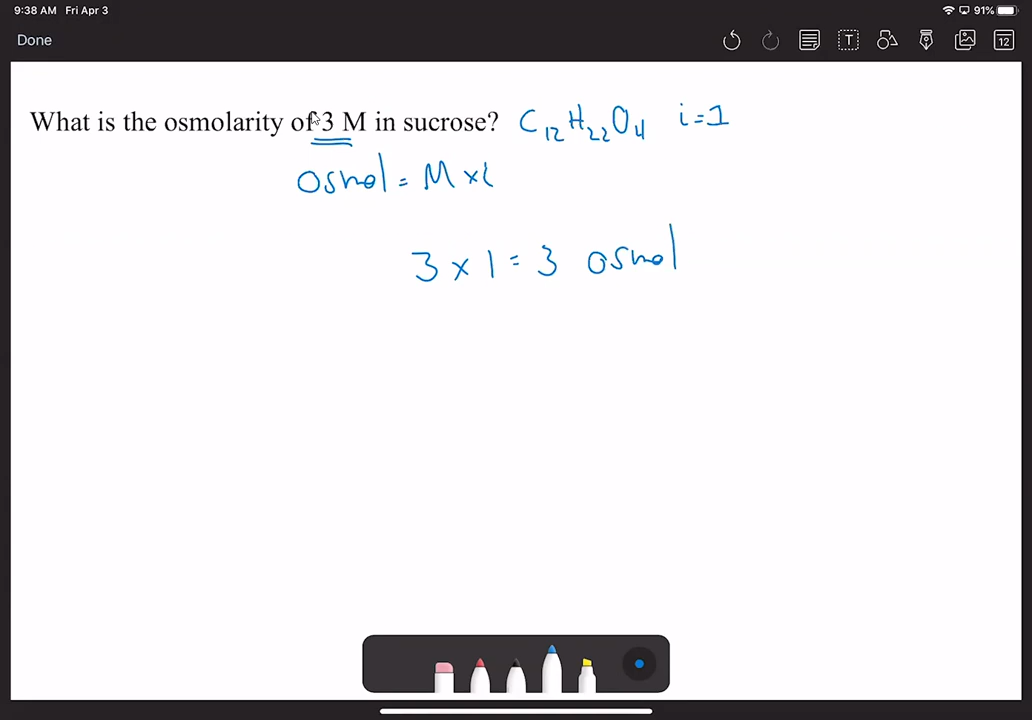 9:38 AM Fri Apr 3 91%
Done
T 12
What is the osmolarity of 3 M in sucrose? C₁₂H₂₂O₄ i=1
osmol = M × i
3 × 1 = 3 osmol